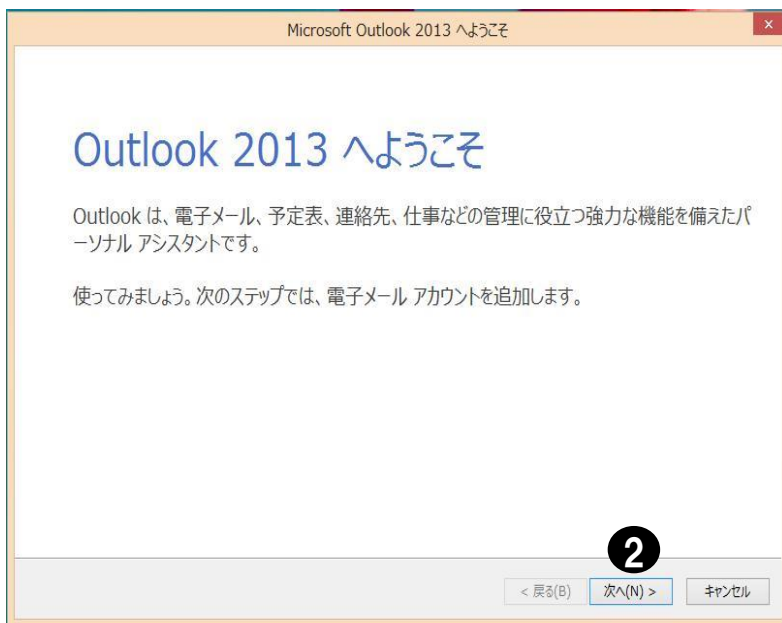 Microsoft Outlook 2013 へようこそ
×
Outlook 2013 へようこそ
Outlook は、電子メール、予定表、連絡先、仕事などの管理に役立つ強力な機能を備えたパ
ーソナル アシスタントです。
使ってみましょう。次のステップでは、電子メール アカウントを追加します。
2
< 戻る(B) 次へ(N) > キャンセル